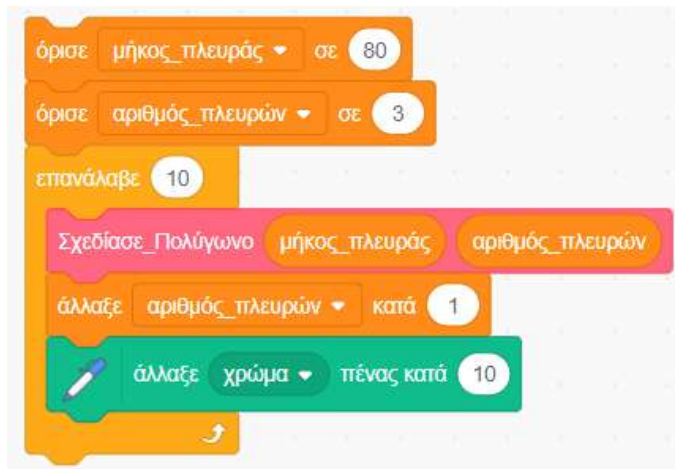 όρισε μήκος_πλευράς σε 80
όρισε αριθμός_πλευρών σε 3
επανάλαβε 10
Σχεδίασε_Πολύγωνο μήκος_πλευράς αριθμός_πλευρών
άλλαξε αριθμός_πλευρών κατά 1
άλλαξε χρώμα πένας κατά 10